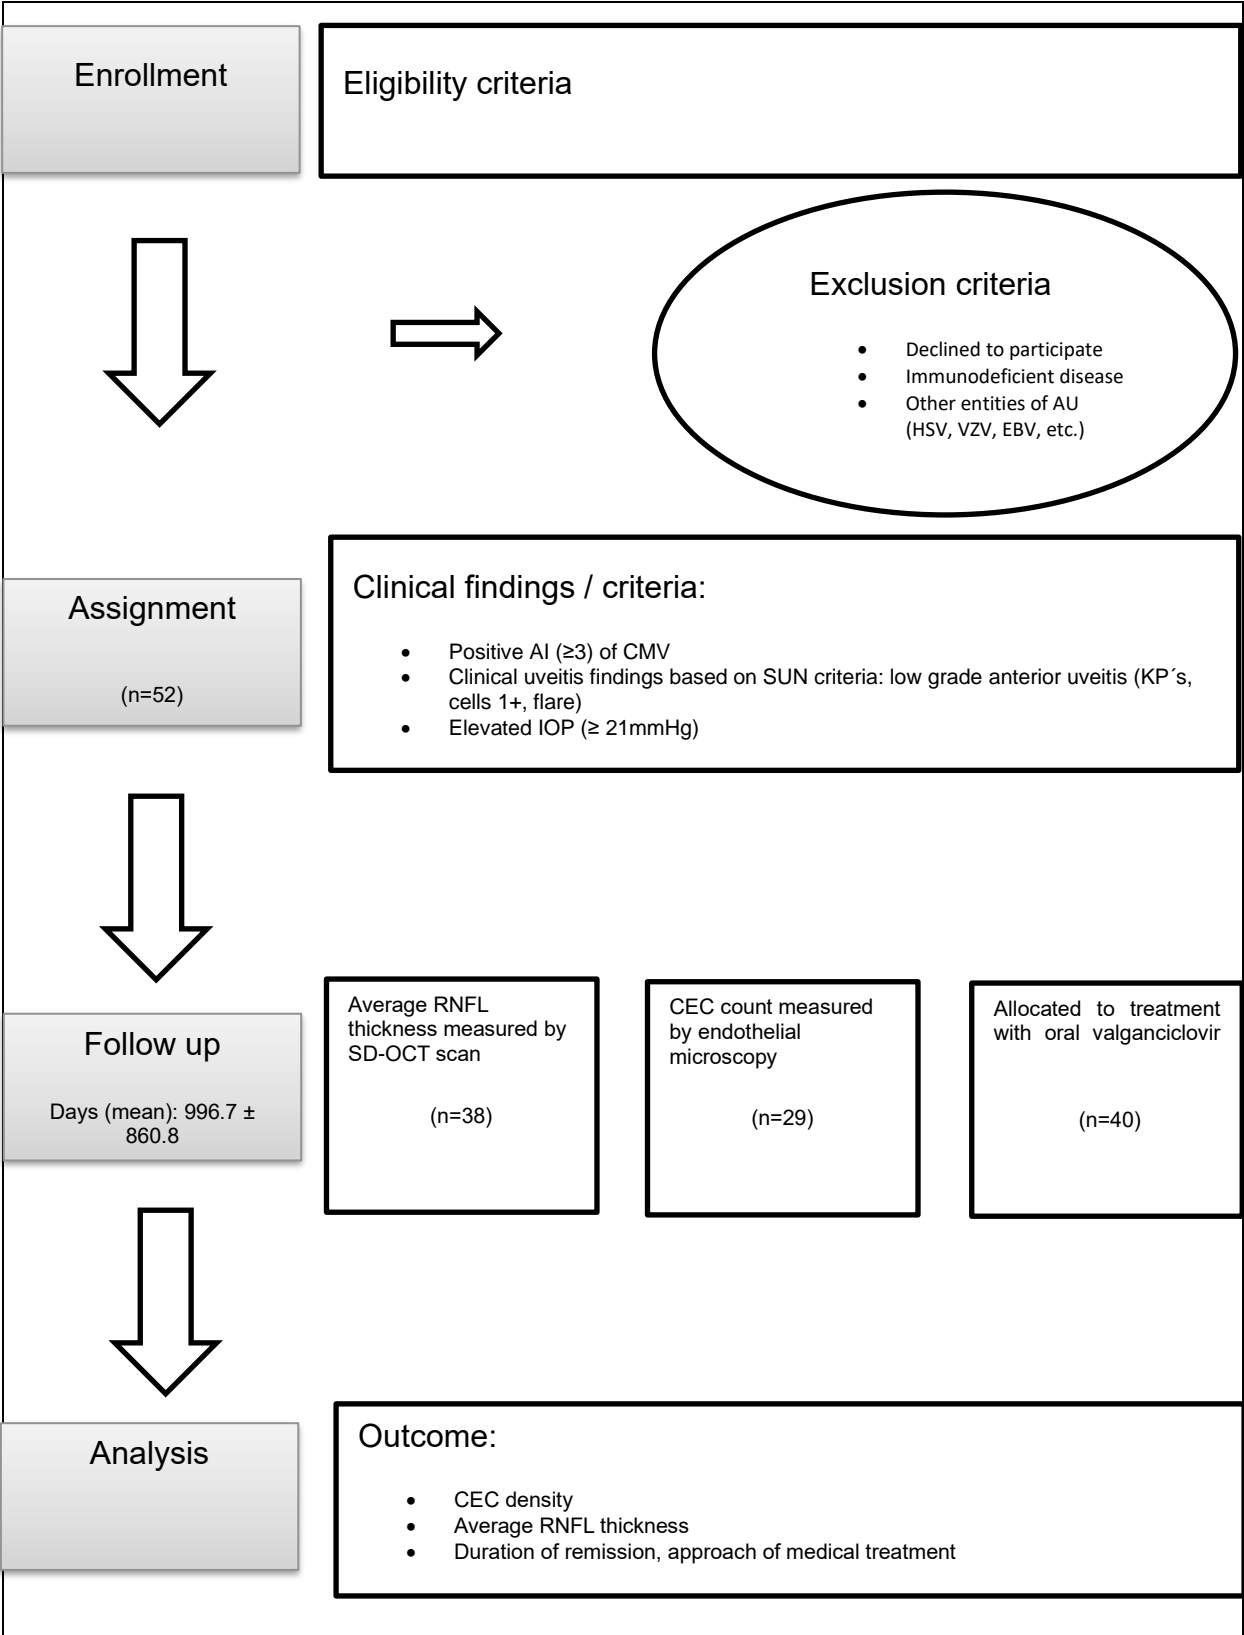 Enrollment
Eligibility criteria
Exclusion criteria
• Declined to participate
• Immunodeficient disease
• Other entities of AU
(HSV, VZV, EBV, etc.)
Assignment
(n=52)
Clinical findings / criteria:
• Positive AI (≥3) of CMV
• Clinical uveitis findings based on SUN criteria: low grade anterior uveitis (KP´s,
cells 1+, flare)
• Elevated IOP (≥ 21mmHg)
Follow up
Days (mean): 996.7 ±
860.8
Average RNFL
thickness measured by
SD-OCT scan
(n=38)
CEC count measured
by endothelial
microscopy
(n=29)
Allocated to treatment
with oral valganciclovir
(n=40)
Analysis
Outcome:
• CEC density
• Average RNFL thickness
• Duration of remission, approach of medical treatment